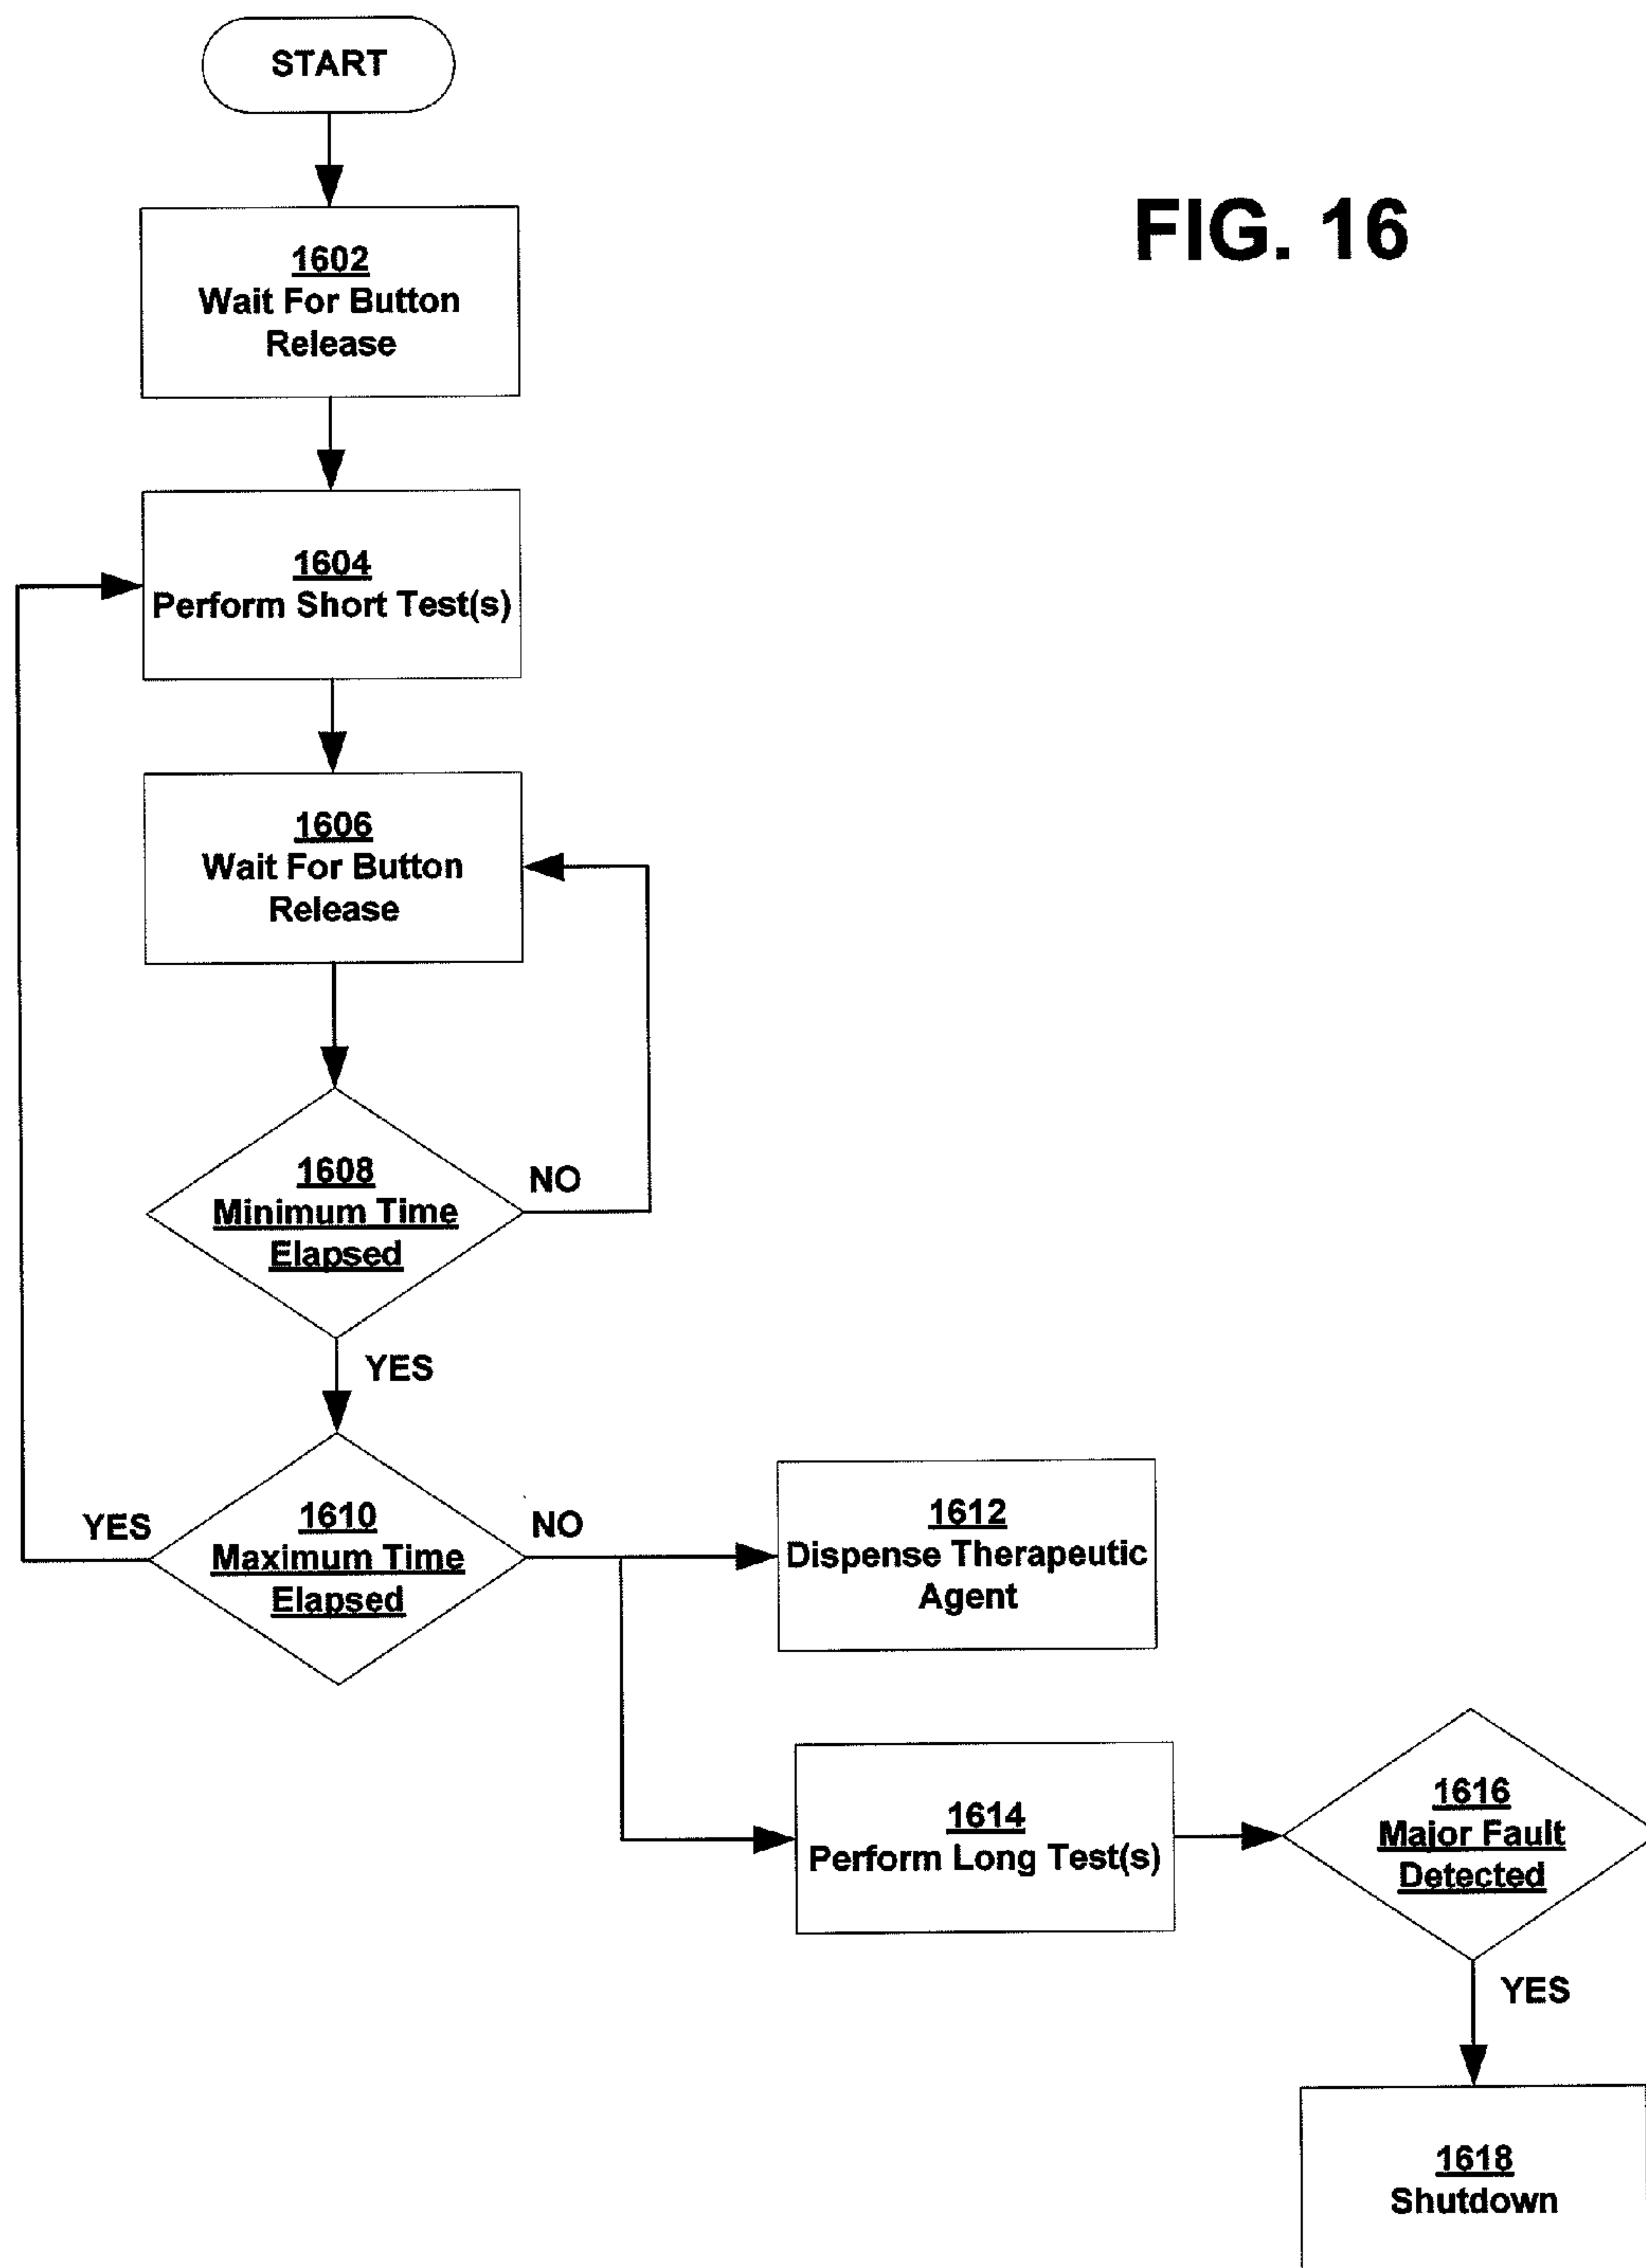 START
FIG. 16
1602
Wait For Button
Release
1604
Perform Short Test(s)
1606
Wait For Button
Release
1608
Minimum Time
Elapsed
NO
YES
1610
Maximum Time
Elapsed
YES
NO
1612
Dispense Therapeutic
Agent
1614
Perform Long Test(s)
1616
Major Fault
Detected
YES
1618
Shutdown